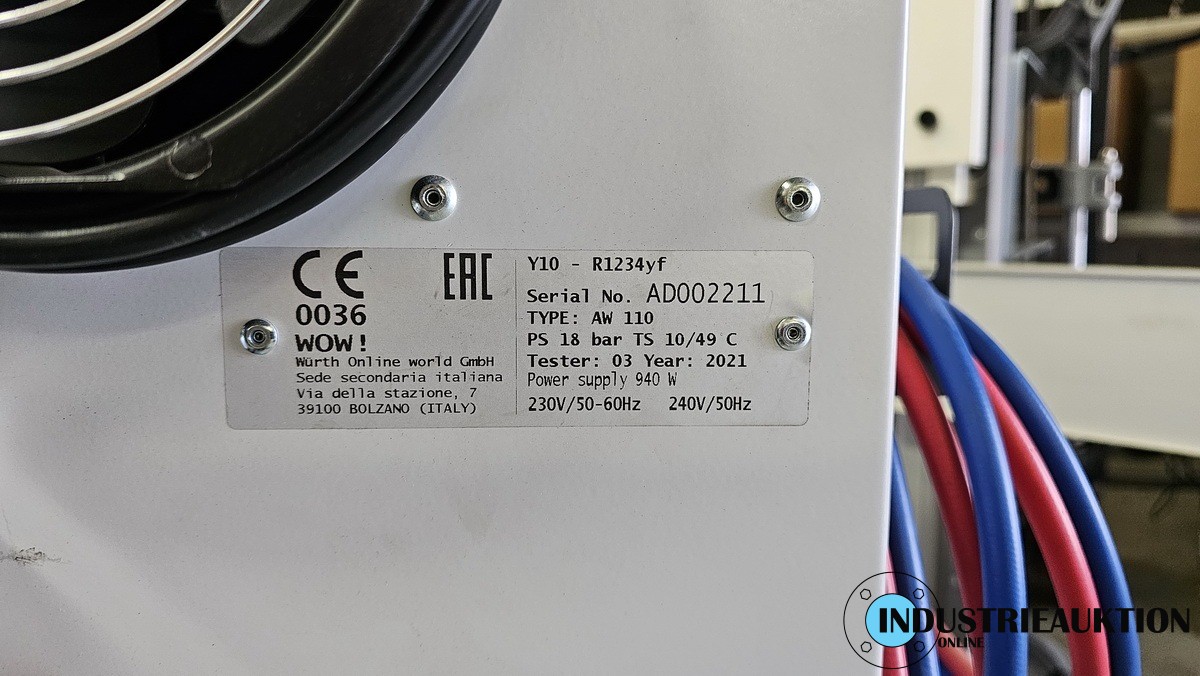 CE
0036
WOW!
Würth Online world GmbH
Sede secondaria italiana
Via della stazione, 7
39100 BOLZANO (ITALY)
EAC
Y10 - R1234yf
Serial No. AD002211
TYPE: AW 110
PS 18 bar TS 10/49 C
Tester: 03 Year: 2021
Power supply 940 W
230V/50-60Hz 240V/50Hz
INDUSTRIEAUKTION
ONLINE